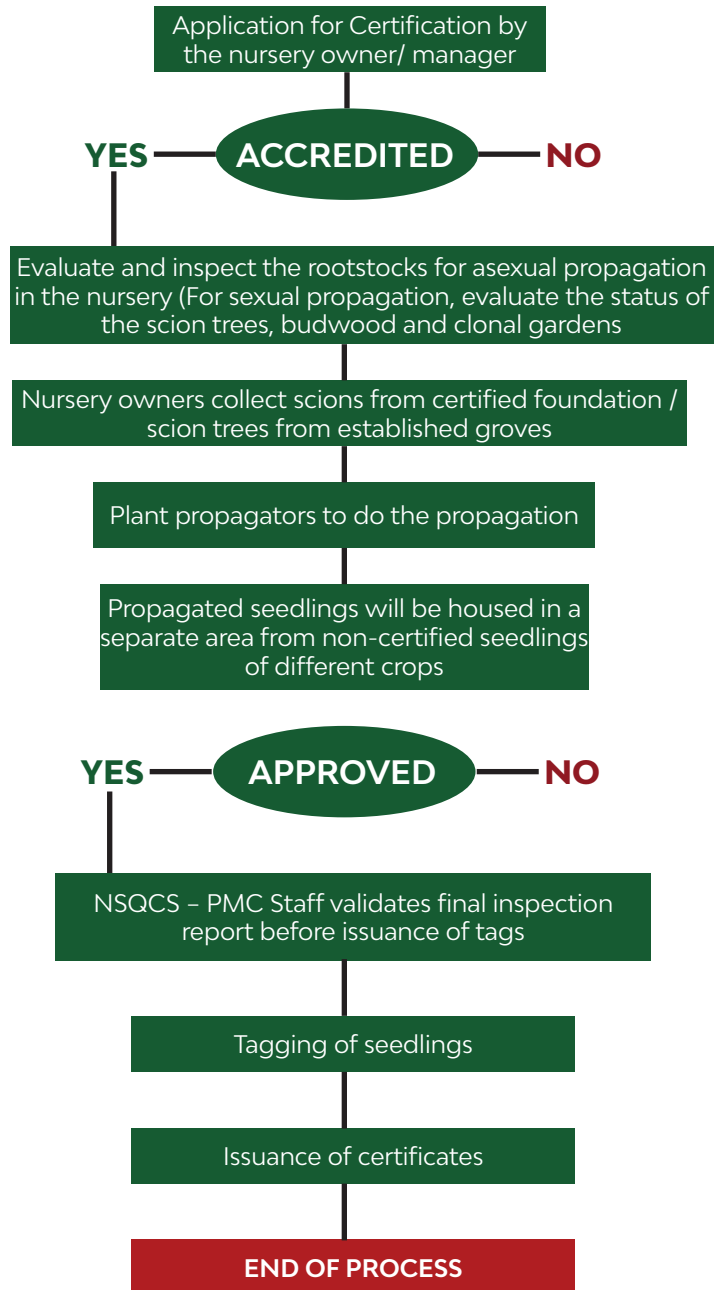 Application for Certification by
the nursery owner/ manager
YES
ACCREDITED
NO
Evaluate and inspect the rootstocks for asexual propagation
in the nursery (For sexual propagation, evaluate the status of
the scion trees, budwood and clonal gardens
Nursery owners collect scions from certified foundation /
scion trees from established groves
Plant propagators to do the propagation
Propagated seedlings will be housed in a
separate area from non-certified seedlings
of different crops
YES
APPROVED
NO
NSQCS – PMC Staff validates final inspection
report before issuance of tags
Tagging of seedlings
Issuance of certificates
END OF PROCESS